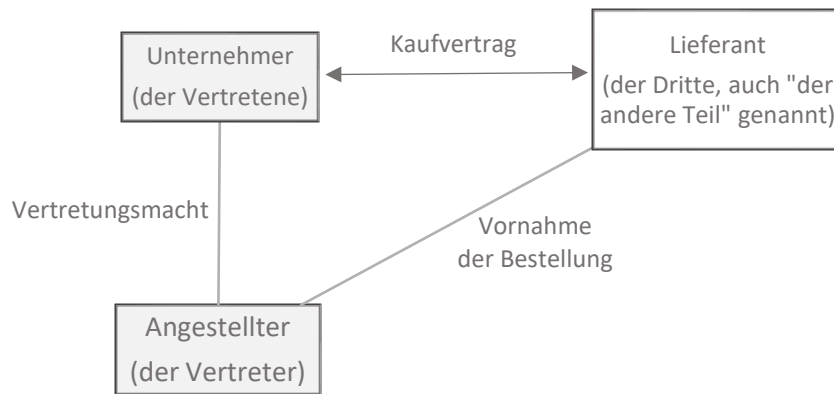 Unternehmer
(der Vertretene)
Kaufvertrag
Lieferant
(der Dritte, auch "der
andere Teil" genannt)
Vertretungsmacht
Vornahme
der Bestellung
Angestellter
(der Vertreter)